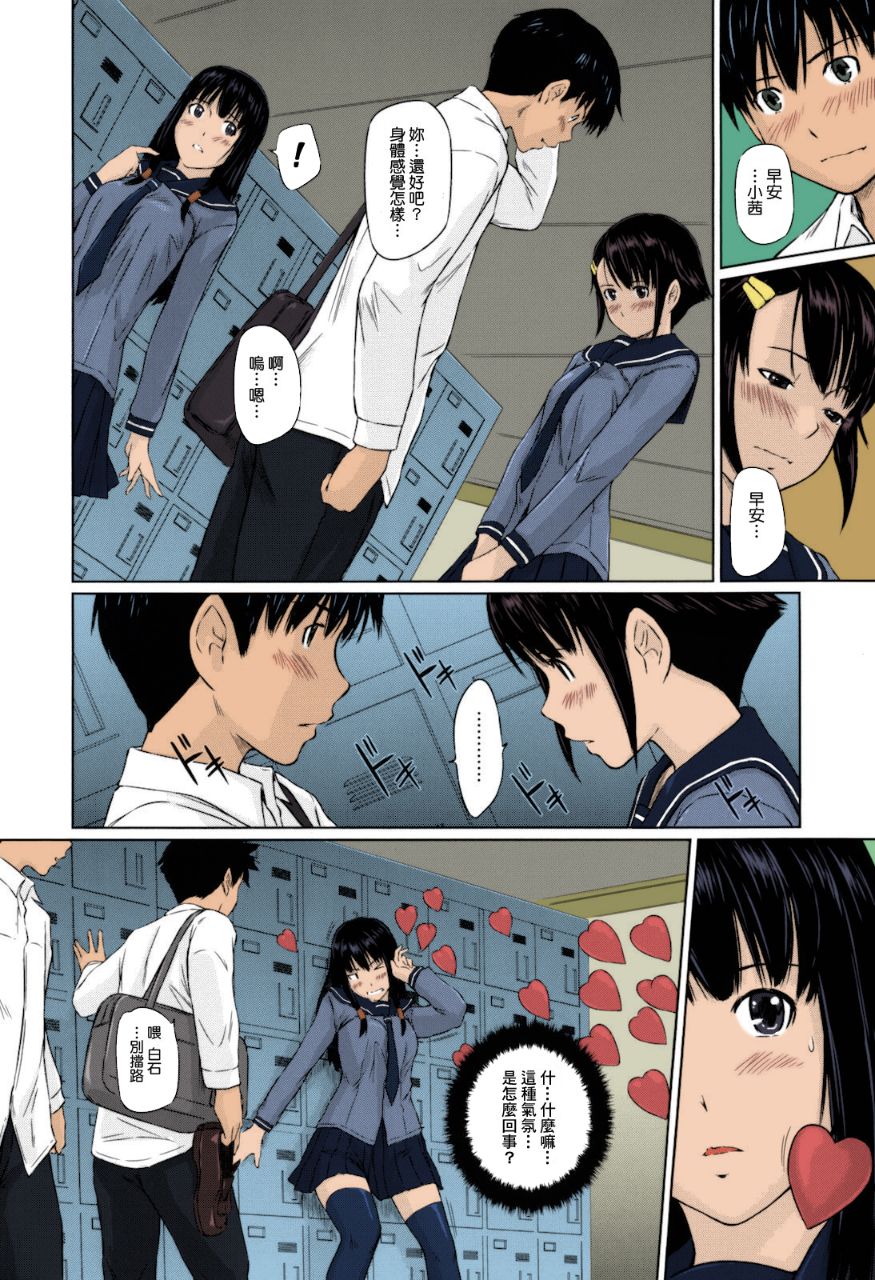 早安
…小茜
早安…
妳…還好吧？
身體感覺怎樣…
！
啊…
嗚…嗯…
ドキ
ドキ
ドキ
………
ドキ
ドキ
什…什麼嘛…
這種氣氛…
是怎麼回事？
喂 白石
…別擋路